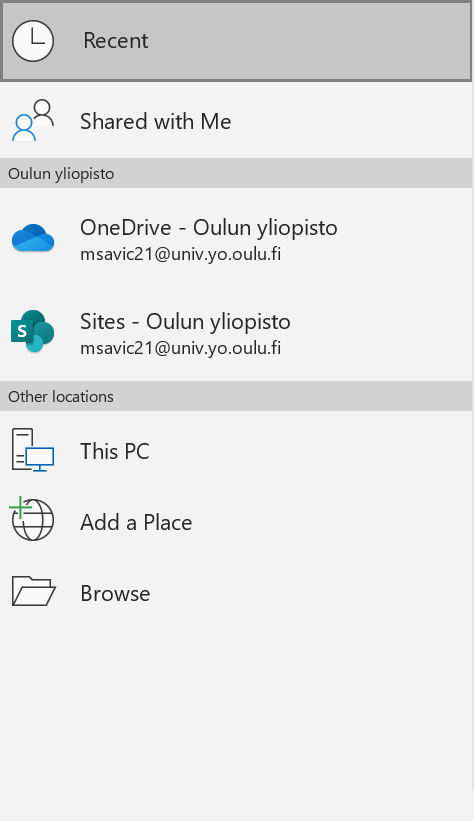 Recent
Shared with Me
Oulun yliopisto
OneDrive - Oulun yliopisto
msavic21@univ.yo.oulu.fi
S
Sites - Oulun yliopisto
msavic21@univ.yo.oulu.fi
Other locations
This PC
Add a Place
Browse